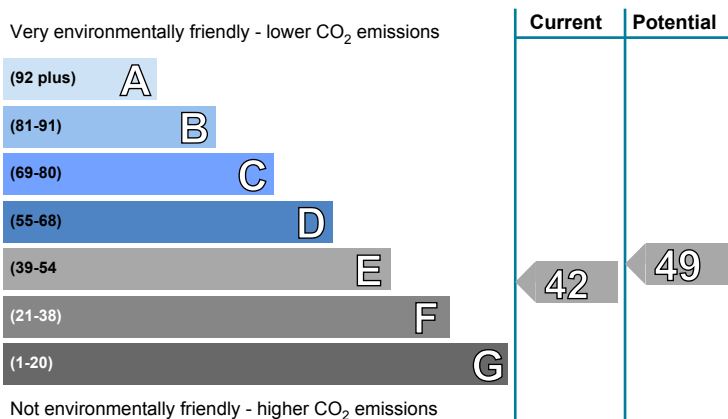 Current Potential
Very environmentally friendly - lower CO2 emissions
(92 plus) A
(81-91) B
(69-80) C
(55-68) D
(39-54 E
42 49
(21-38) F
(1-20) G
Not environmentally friendly - higher CO2 emissions